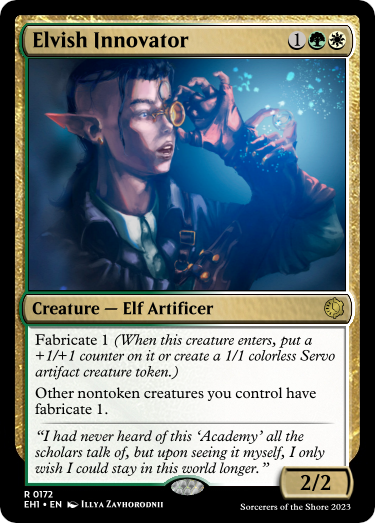 Elvish Innovator 1
Creature — Elf Artificer
Fabricate 1 (When this creature enters, put a
+1/+1 counter on it or create a 1/1 colorless Servo
artifact creature token.)
Other nontoken creatures you control have
fabricate 1.
“I had never heard of this ‘Academy’ all the
scholars talk of, but upon seeing it myself, I only
wish I could stay in this world longer.”
2/2
R 0172
EH1 • EN Illya Zavhorodnii
Sorcerers of the Shore 2023